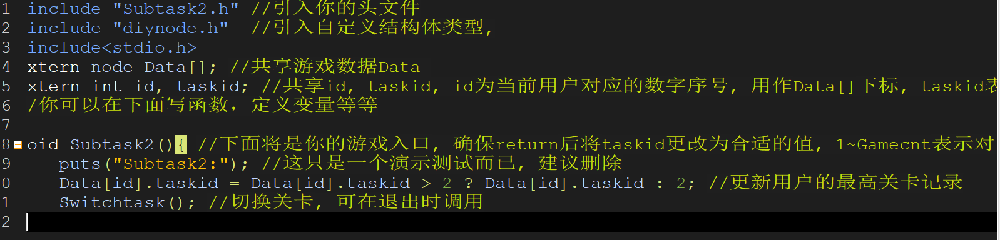 1 include "Subtask2.h" //引入你的头文件
2 include "diynode.h" //引入自定义结构体类型,
3 include<stdio.h>
4 xtern node Data[]; //共享游戏数据Data
5 xtern int id, taskid; //共享id, taskid, id为当前用户对应的数字序号, 用作Data[]下标, taskid表
6 /你可以在下面写函数, 定义变量等等
7
8 oid Subtask2(){ //下面将是你的游戏入口, 确保return后将taskid更改为合适的值, 1~Gamecnt表示对
9 puts("Subtask2:"); //这只是一个演示测试而已, 建议删除
0 Data[id].taskid = Data[id].taskid > 2 ? Data[id].taskid : 2; //更新用户的最高关卡记录
1 Switchtask(); //切换关卡, 可在退出时调用
2